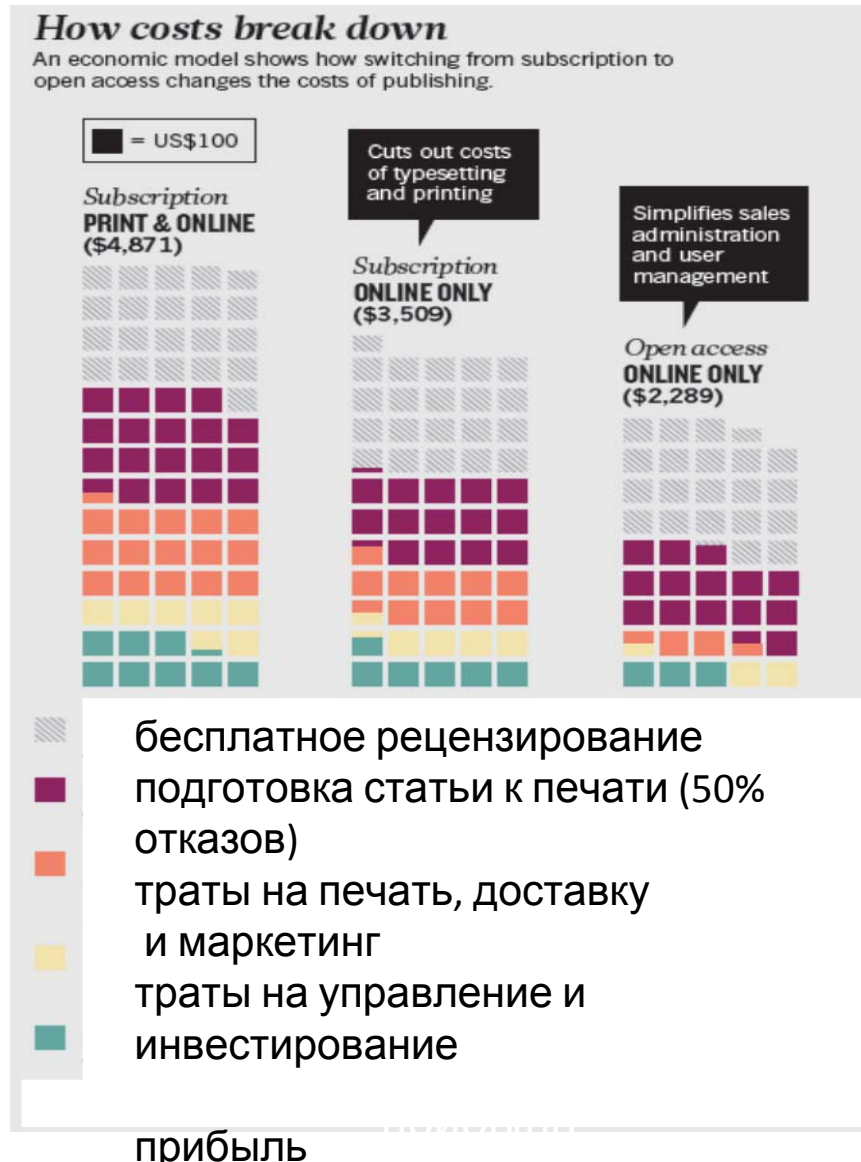 How costs break down
An economic model shows how switching from subscription to
open access changes the costs of publishing.
= US$100
Subscription
PRINT & ONLINE
($4,871)
Cuts out costs
of typesetting
and printing
Subscription
ONLINE ONLY
($3,509)
Simplifies sales
administration
and user
management
Open access
ONLINE ONLY
($2,289)
бесплатное рецензирование
подготовка статьи к печати (50%
отказов)
траты на печать, доставку
и маркетинг
траты на управление и
инвестирование
прибыль